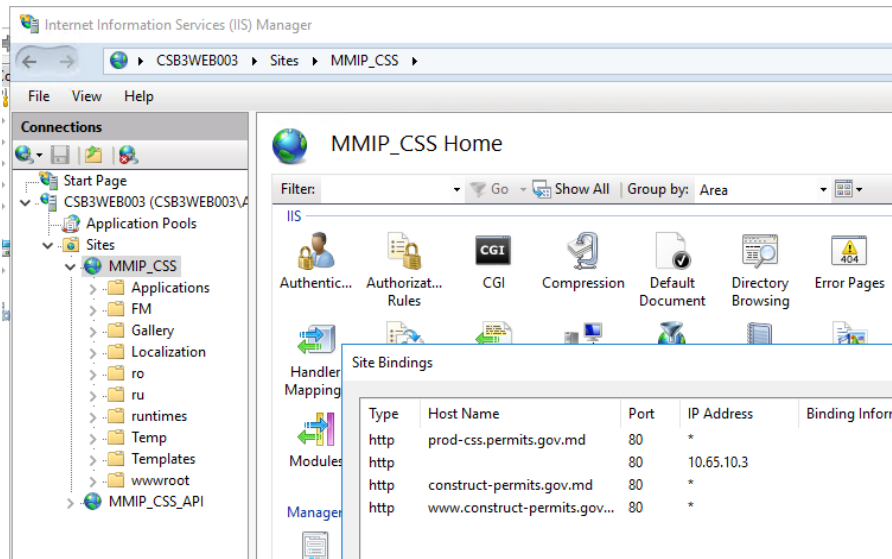 Internet Information Services (IIS) Manager
CSB3WEB003 Sites MMIP_CSS
File View Help
Connections
Start Page
CSB3WEB003 (CSB3WEB003\A
Application Pools
Sites
MMIP_CSS
Applications
FM
Gallery
Localization
ro
ru
runtimes
Temp
Templates
wwwroot
MMIP_CSS_API
MMIP_CSS Home
Filter: Go Show All Group by: Area
IIS
Authentic... Authorizat... Rules CGI Compression Default Document Directory Browsing Error Pages
CGI
404
Handler Mapping
Modules
Manager
Site Bindings
Type Host Name Port IP Address Binding Infor
http prod-css.permits.gov.md 80 *
http 80 10.65.10.3
http construct-permits.gov.md 80 *
http www.construct-permits.gov... 80 *